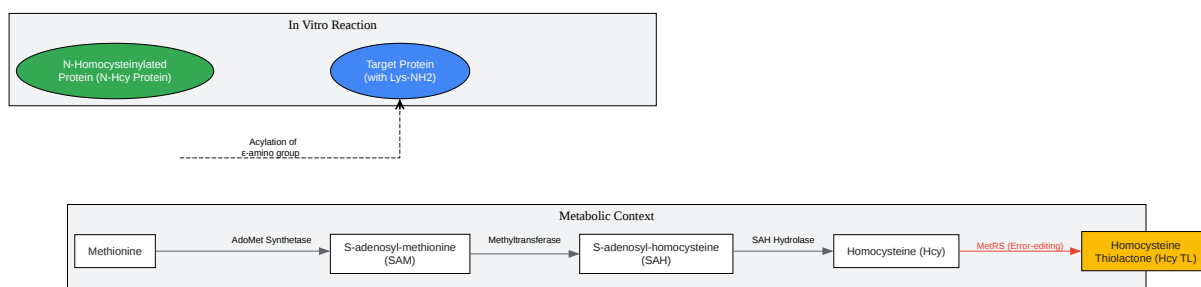 In Vitro Reaction
N-Homocysteinylated
Protein (N-Hcy Protein)
Target Protein
(with Lys-NH2)
Acylation of
ε-amino group
Metabolic Context
Methionine
AdoMet Synthetase
S-adenosyl-methionine
(SAM)
Methyltransferase
S-adenosyl-homocysteine
(SAH)
SAH Hydrolase
Homocysteine (Hcy)
MetRS (Error-editing)
Homocysteine
Thiolactone (Hcy TL)